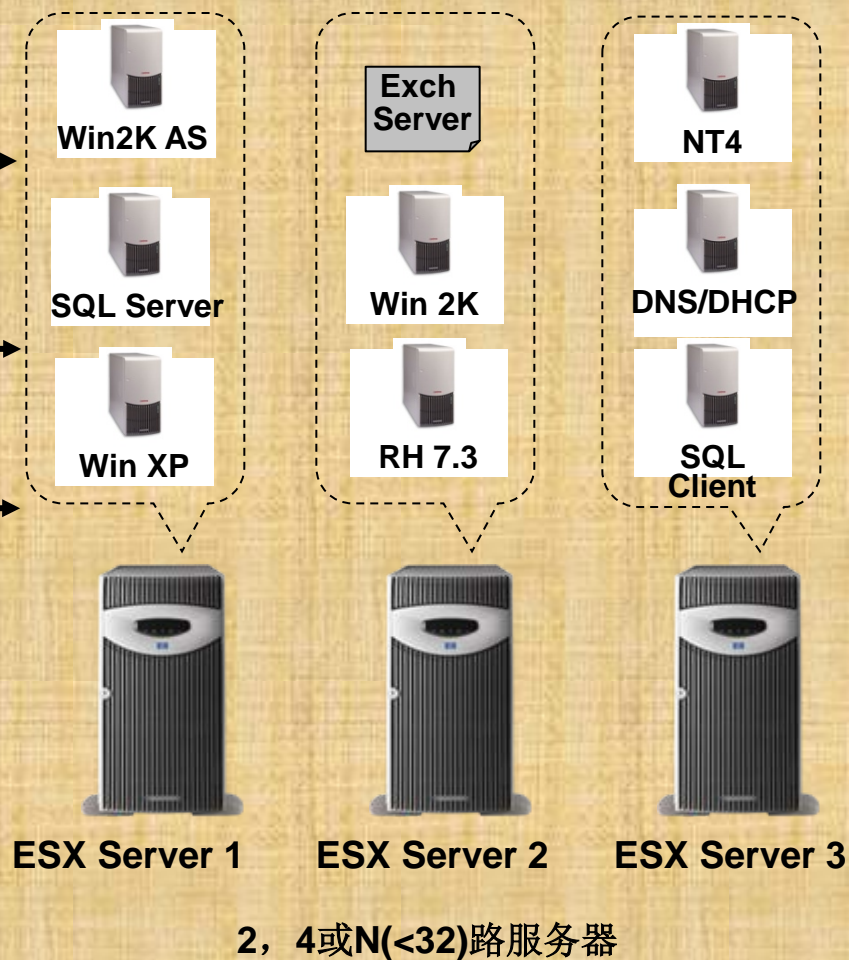 Win2K AS
SQL Server
Win XP
Exch
Server
Win 2K
RH 7.3
NT4
DNS/DHCP
SQL
Client
ESX Server 1
ESX Server 2
ESX Server 3
2，4或N(<32)路服务器